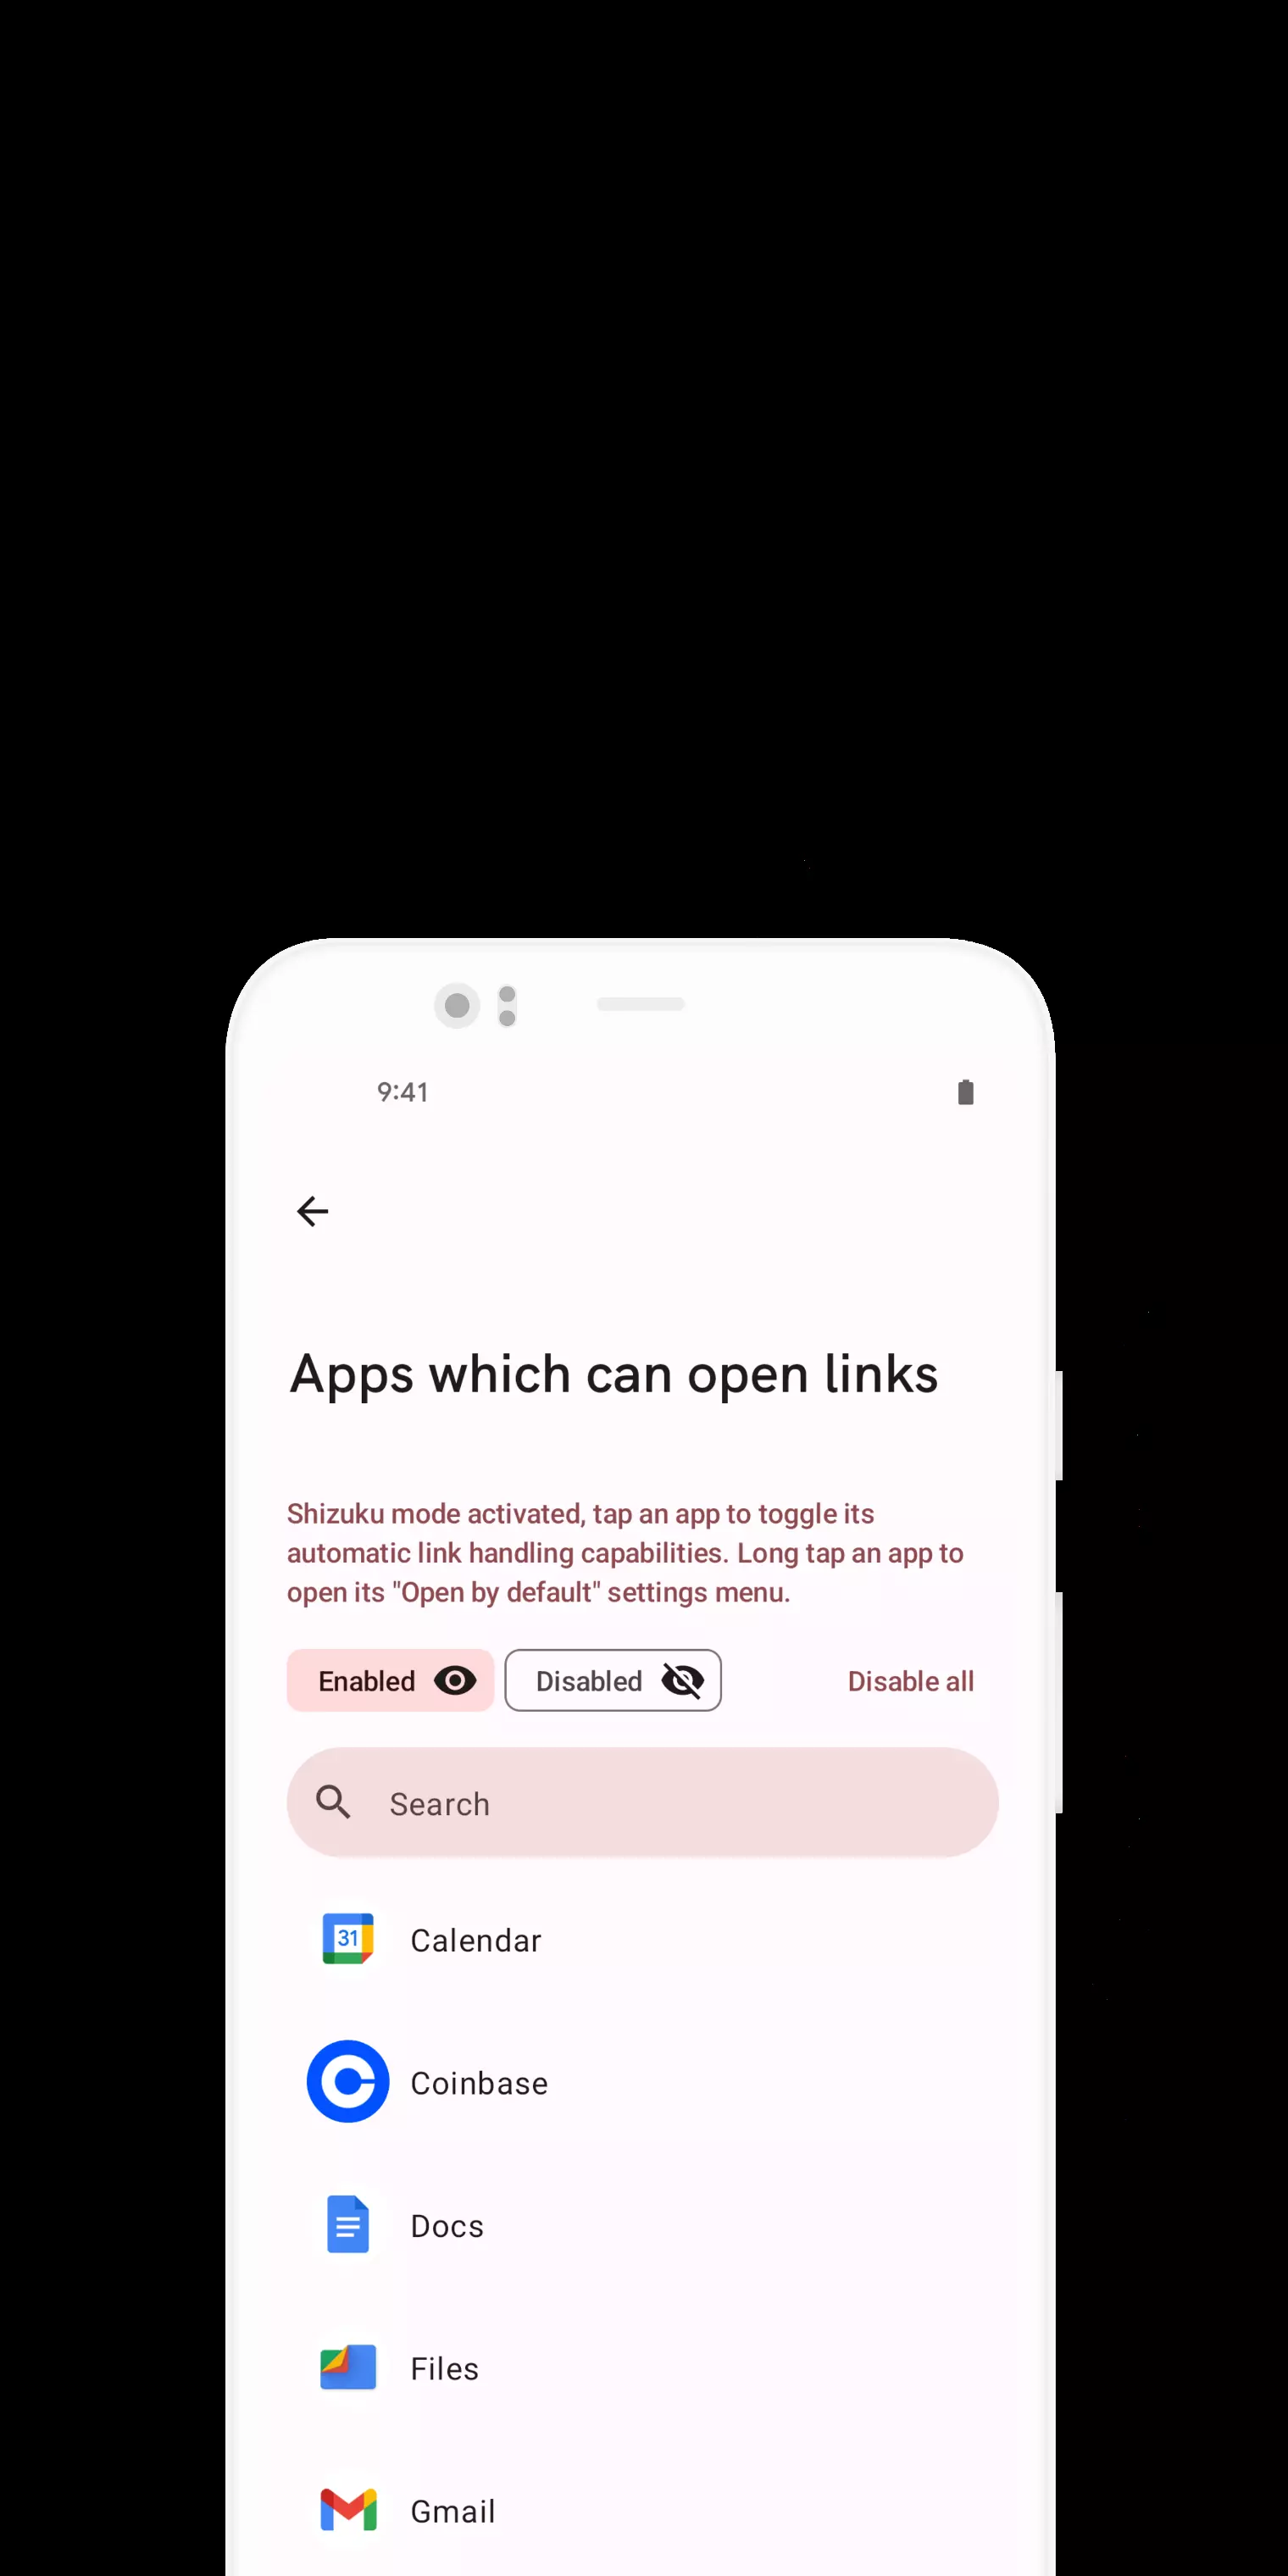 9:41
Apps which can open links
Shizuku mode activated, tap an app to toggle its
automatic link handling capabilities. Long tap an app to
open its "Open by default" settings menu.
Enabled
Disabled
Disable all
Search
31
Calendar
Coinbase
Docs
Files
Gmail